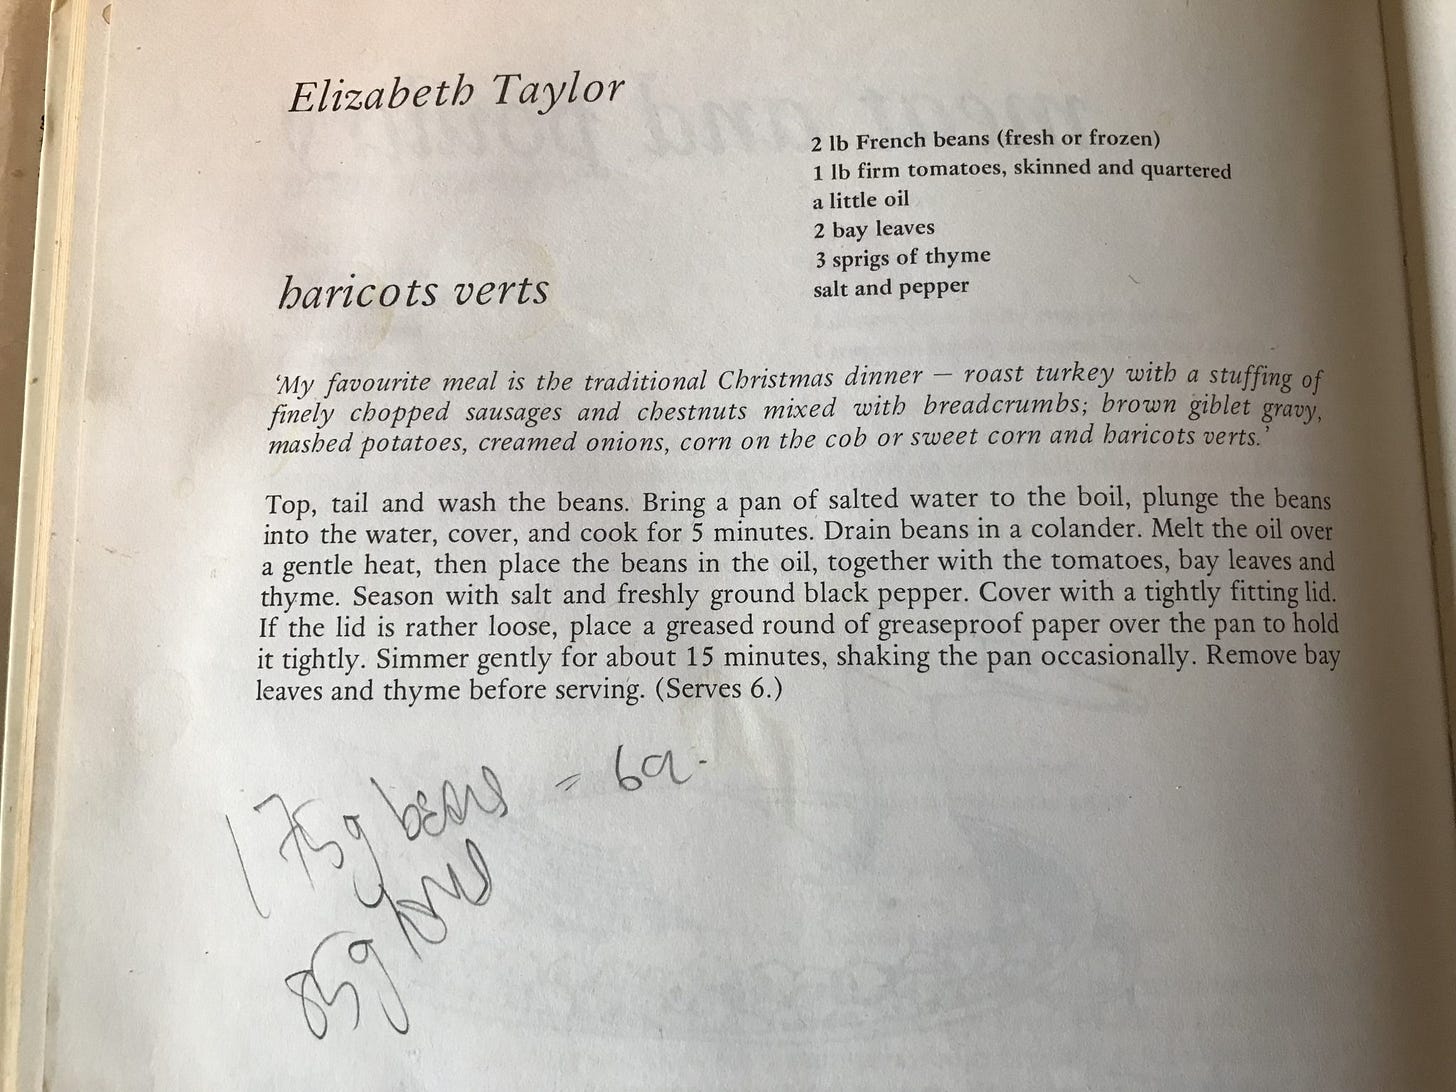 Elizabeth Taylor
2 lb French beans (fresh or frozen)
1 lb firm tomatoes, skinned and quartered
a little oil
2 bay leaves
3 sprigs of thyme
salt and pepper
haricots verts
‘My favourite meal is the traditional Christmas dinner — roast turkey with a stuffing of
finely chopped sausages and chestnuts mixed with breadcrumbs; brown giblet gravy,
mashed potatoes, creamed onions, corn on the cob or sweet corn and haricots verts.’
Top, tail and wash the beans. Bring a pan of salted water to the boil, plunge the beans
into the water, cover, and cook for 5 minutes. Drain beans in a colander. Melt the oil over
a gentle heat, then place the beans in the oil, together with the tomatoes, bay leaves and
thyme. Season with salt and freshly ground black pepper. Cover with a tightly fitting lid.
If the lid is rather loose, place a greased round of greaseproof paper over the pan to hold
it tightly. Simmer gently for about 15 minutes, shaking the pan occasionally. Remove bay
leaves and thyme before serving. (Serves 6.)
175g beans =
85g